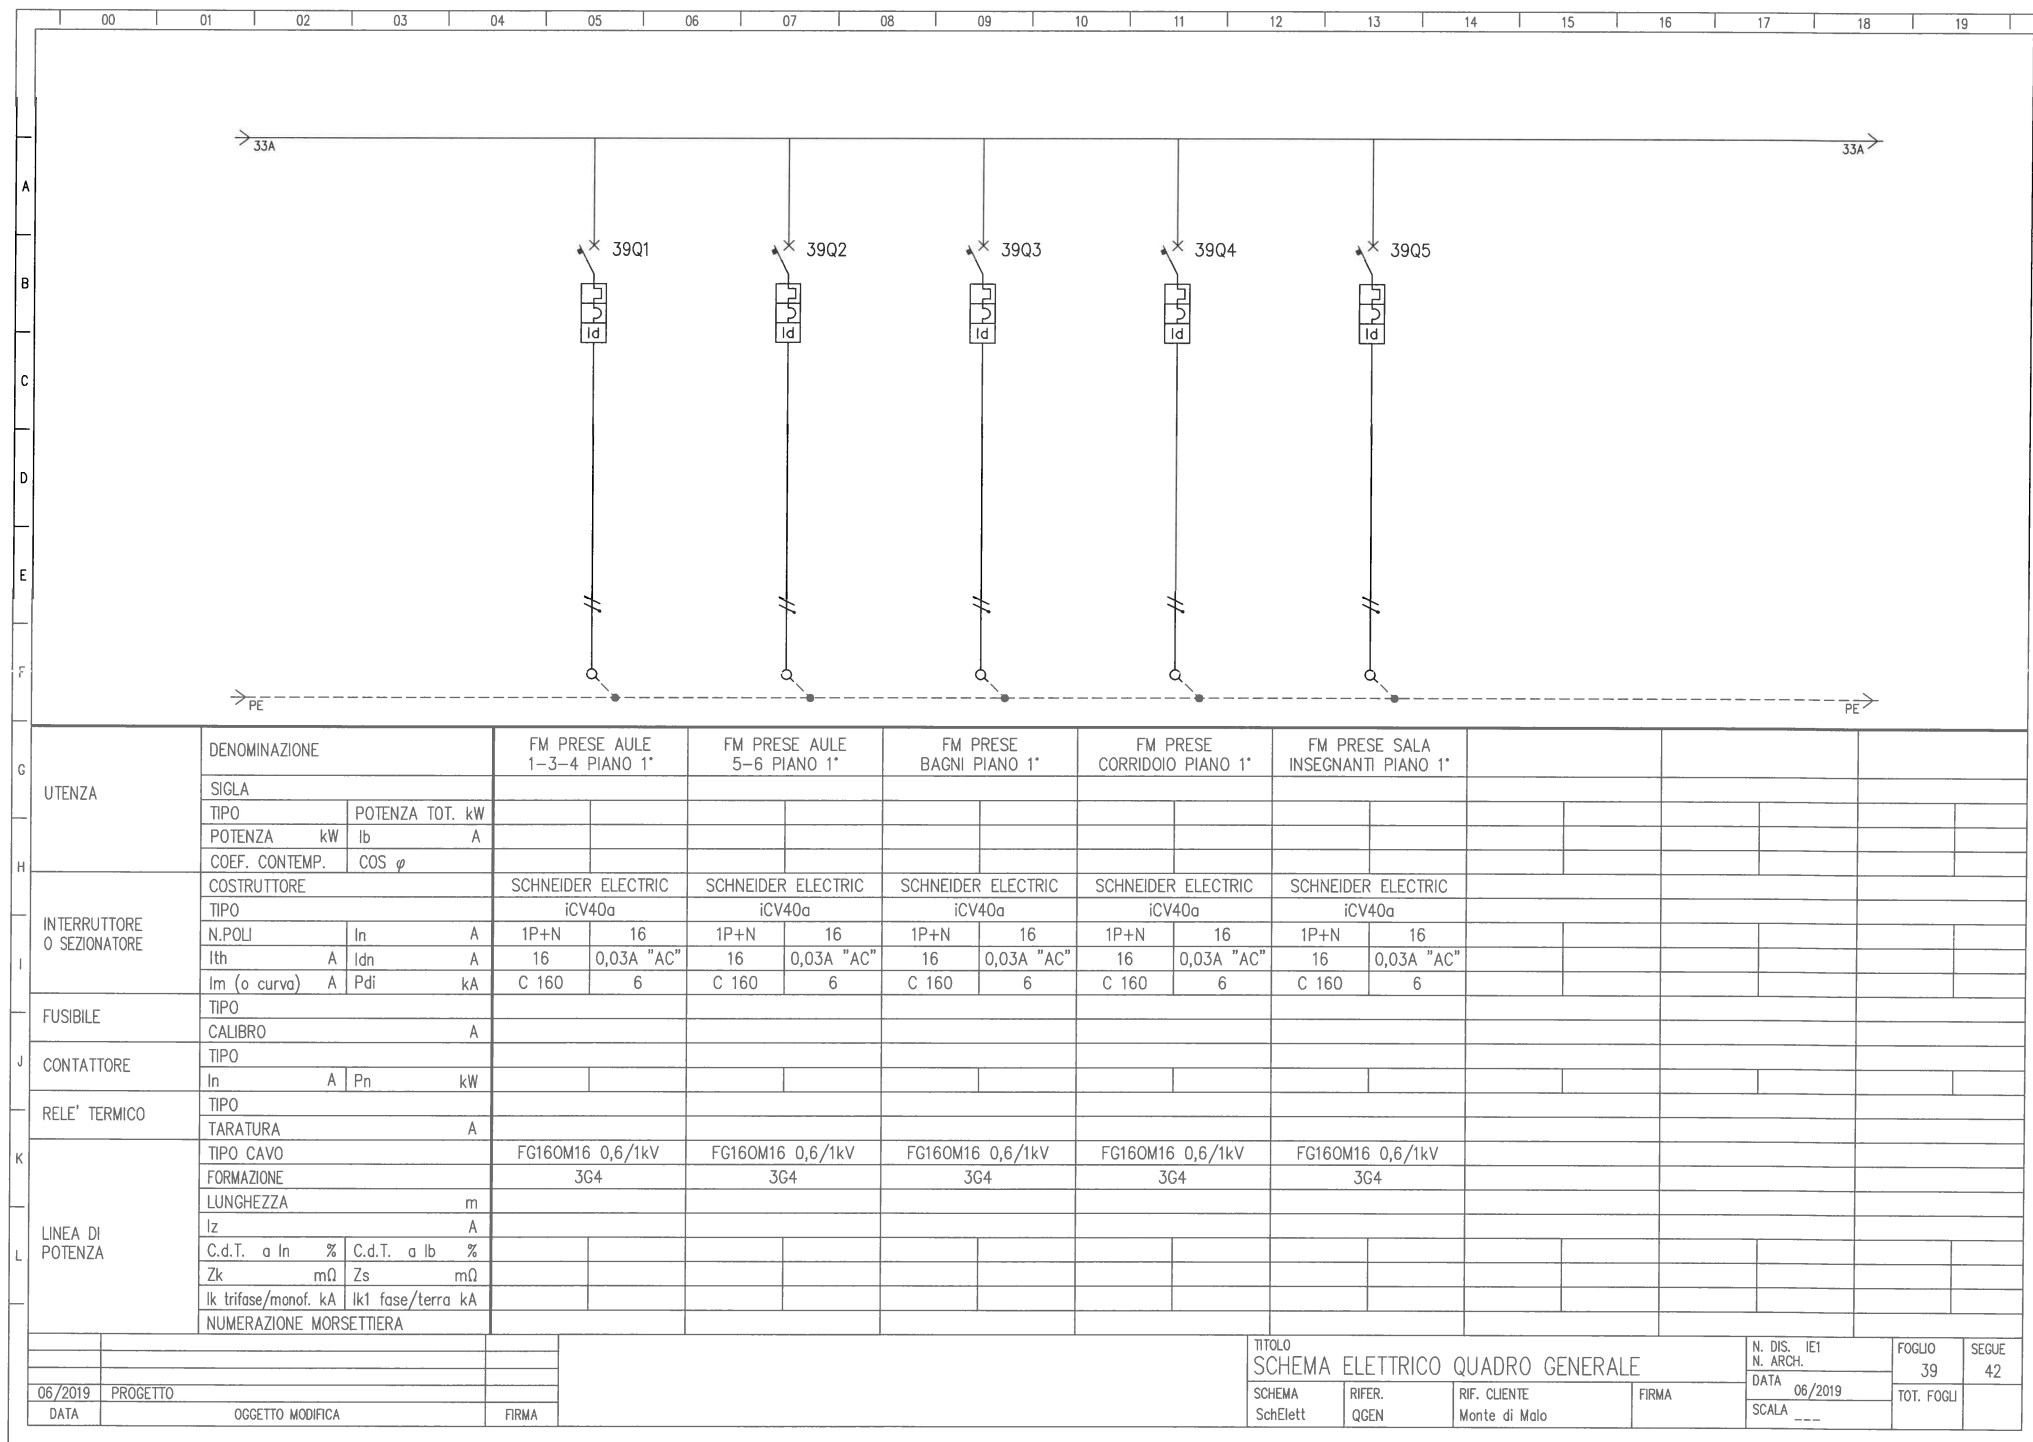 00 01 02 03 04 05 06 07 08 09 10 11 12 13 14 15 16 17 18 19
33A 33A
A
39Q1 39Q2 39Q3 39Q4 39Q5
B
Id Id Id Id Id
C
D
E
F
PE PE
G
H
I
J
K
L
UTENZA
DENOMINAZIONE
FM PRESE AULE
1-3-4 PIANO 1°
FM PRESE AULE
5-6 PIANO 1°
FM PRESE
BAGNI PIANO 1°
FM PRESE
CORRIDOIO PIANO 1°
FM PRESE SALA
INSEGNANTI PIANO 1°
SIGLA
TIPO POTENZA TOT. kW
POTENZA kW Ib A
COEF. CONTEMP. COS φ
INTERRUTTORE
O SEZIONATORE
COSTRUTTORE SCHNEIDER ELECTRIC SCHNEIDER ELECTRIC SCHNEIDER ELECTRIC SCHNEIDER ELECTRIC SCHNEIDER ELECTRIC
TIPO iCV40a iCV40a iCV40a iCV40a iCV40a
N.POLI In A 1P+N 16 1P+N 16 1P+N 16 1P+N 16 1P+N 16
Ith A Idn A 16 0,03A "AC" 16 0,03A "AC" 16 0,03A "AC" 16 0,03A "AC" 16 0,03A "AC"
Im (o curva) A Pdi kA C 160 6 C 160 6 C 160 6 C 160 6 C 160 6
FUSIBILE
TIPO
CALIBRO A
CONTATTORE
TIPO
In A Pn kW
RELE' TERMICO
TIPO
TARATURA A
LINEA DI
POTENZA
TIPO CAVO FG16OM16 0,6/1kV FG16OM16 0,6/1kV FG16OM16 0,6/1kV FG16OM16 0,6/1kV FG16OM16 0,6/1kV
FORMAZIONE 3G4 3G4 3G4 3G4 3G4
LUNGHEZZA m
Iz A
C.d.T. a In % C.d.T. a Ib %
Zk mΩ Zs mΩ
Ik trifase/monof. kA Ik1 fase/terra kA
NUMERAZIONE MORSETTIERA
06/2019 PROGETTO
DATA OGGETTO MODIFICA FIRMA
TITOLO
SCHEMA ELETTRICO QUADRO GENERALE
SCHEMA
SchElett
RIFER.
QGEN
RIF. CLIENTE
Monte di Malo
FIRMA
N. DIS. IE1
N. ARCH.
DATA
06/2019
SCALA ---
FOGLIO
39
SEGUE
42
TOT. FOGLI